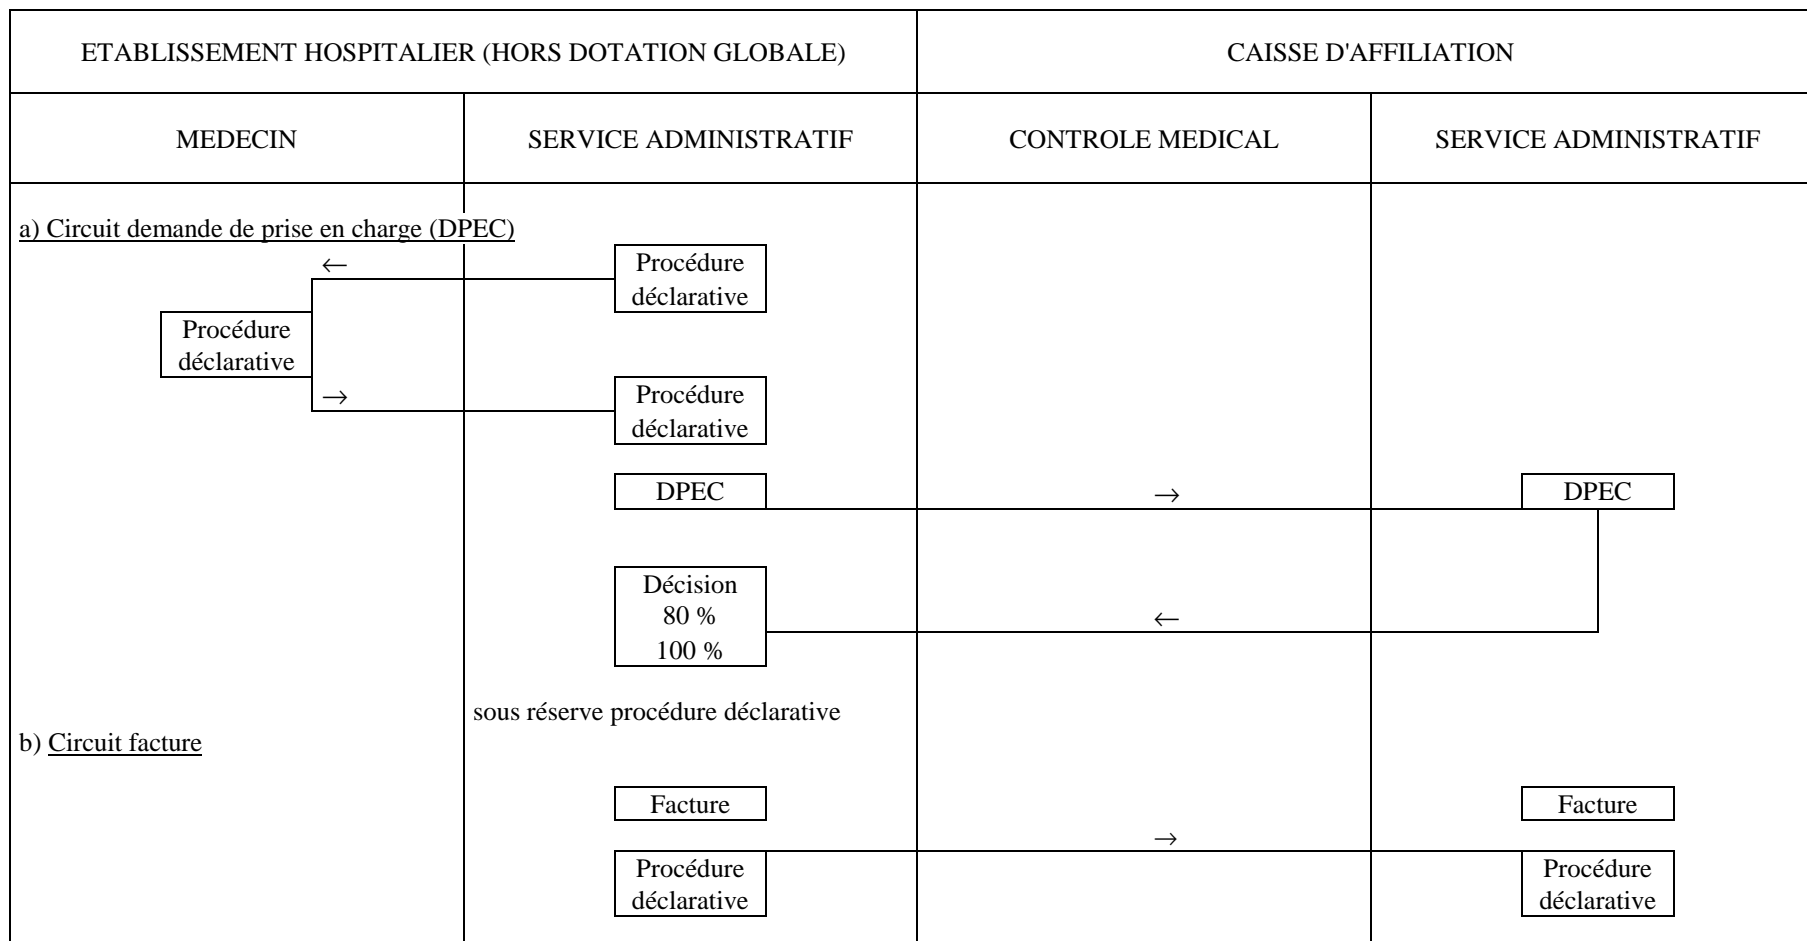 ETABLISSEMENT HOSPITALIER (HORS DOTATION GLOBALE)
CAISSE D'AFFILIATION
MEDECIN
SERVICE ADMINISTRATIF
CONTROLE MEDICAL
SERVICE ADMINISTRATIF
a) Circuit demande de prise en charge (DPEC)
←
Procédure
déclarative
Procédure
déclarative
→
Procédure
déclarative
DPEC
→
DPEC
Décision
80 %
100 %
←
sous réserve procédure déclarative
b) Circuit facture
Facture
Facture
→
Procédure
déclarative
Procédure
déclarative